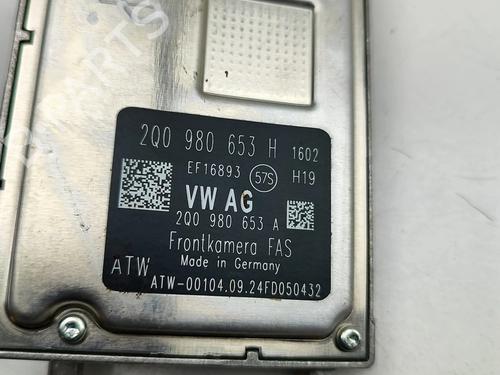 2Q0 980 653 H 1602
EF16893 57S H19
VW AG
2Q0 980 653 A
Frontkamera FAS
Made in Germany
ATW
ATW-00104.09.24FD050432